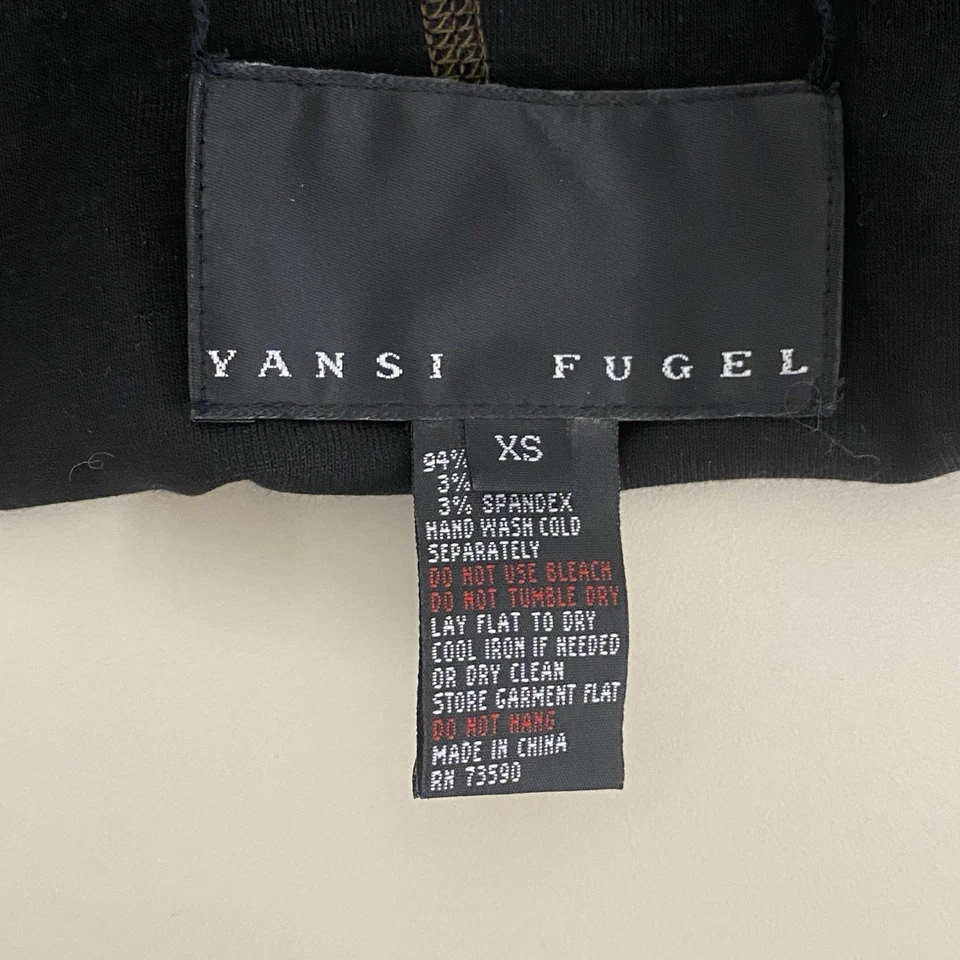 YANSI FUGEL
XS
94%
3%
3% SPANDEX
HAND WASH COLD
SEPARATELY
DO NOT USE BLEACH
DO NOT TUMBLE DRY
LAY FLAT TO DRY
COOL IRON IF NEEDED
OR DRY CLEAN
STORE GARMENT FLAT
DO NOT HANG
MADE IN CHINA
RN 73590